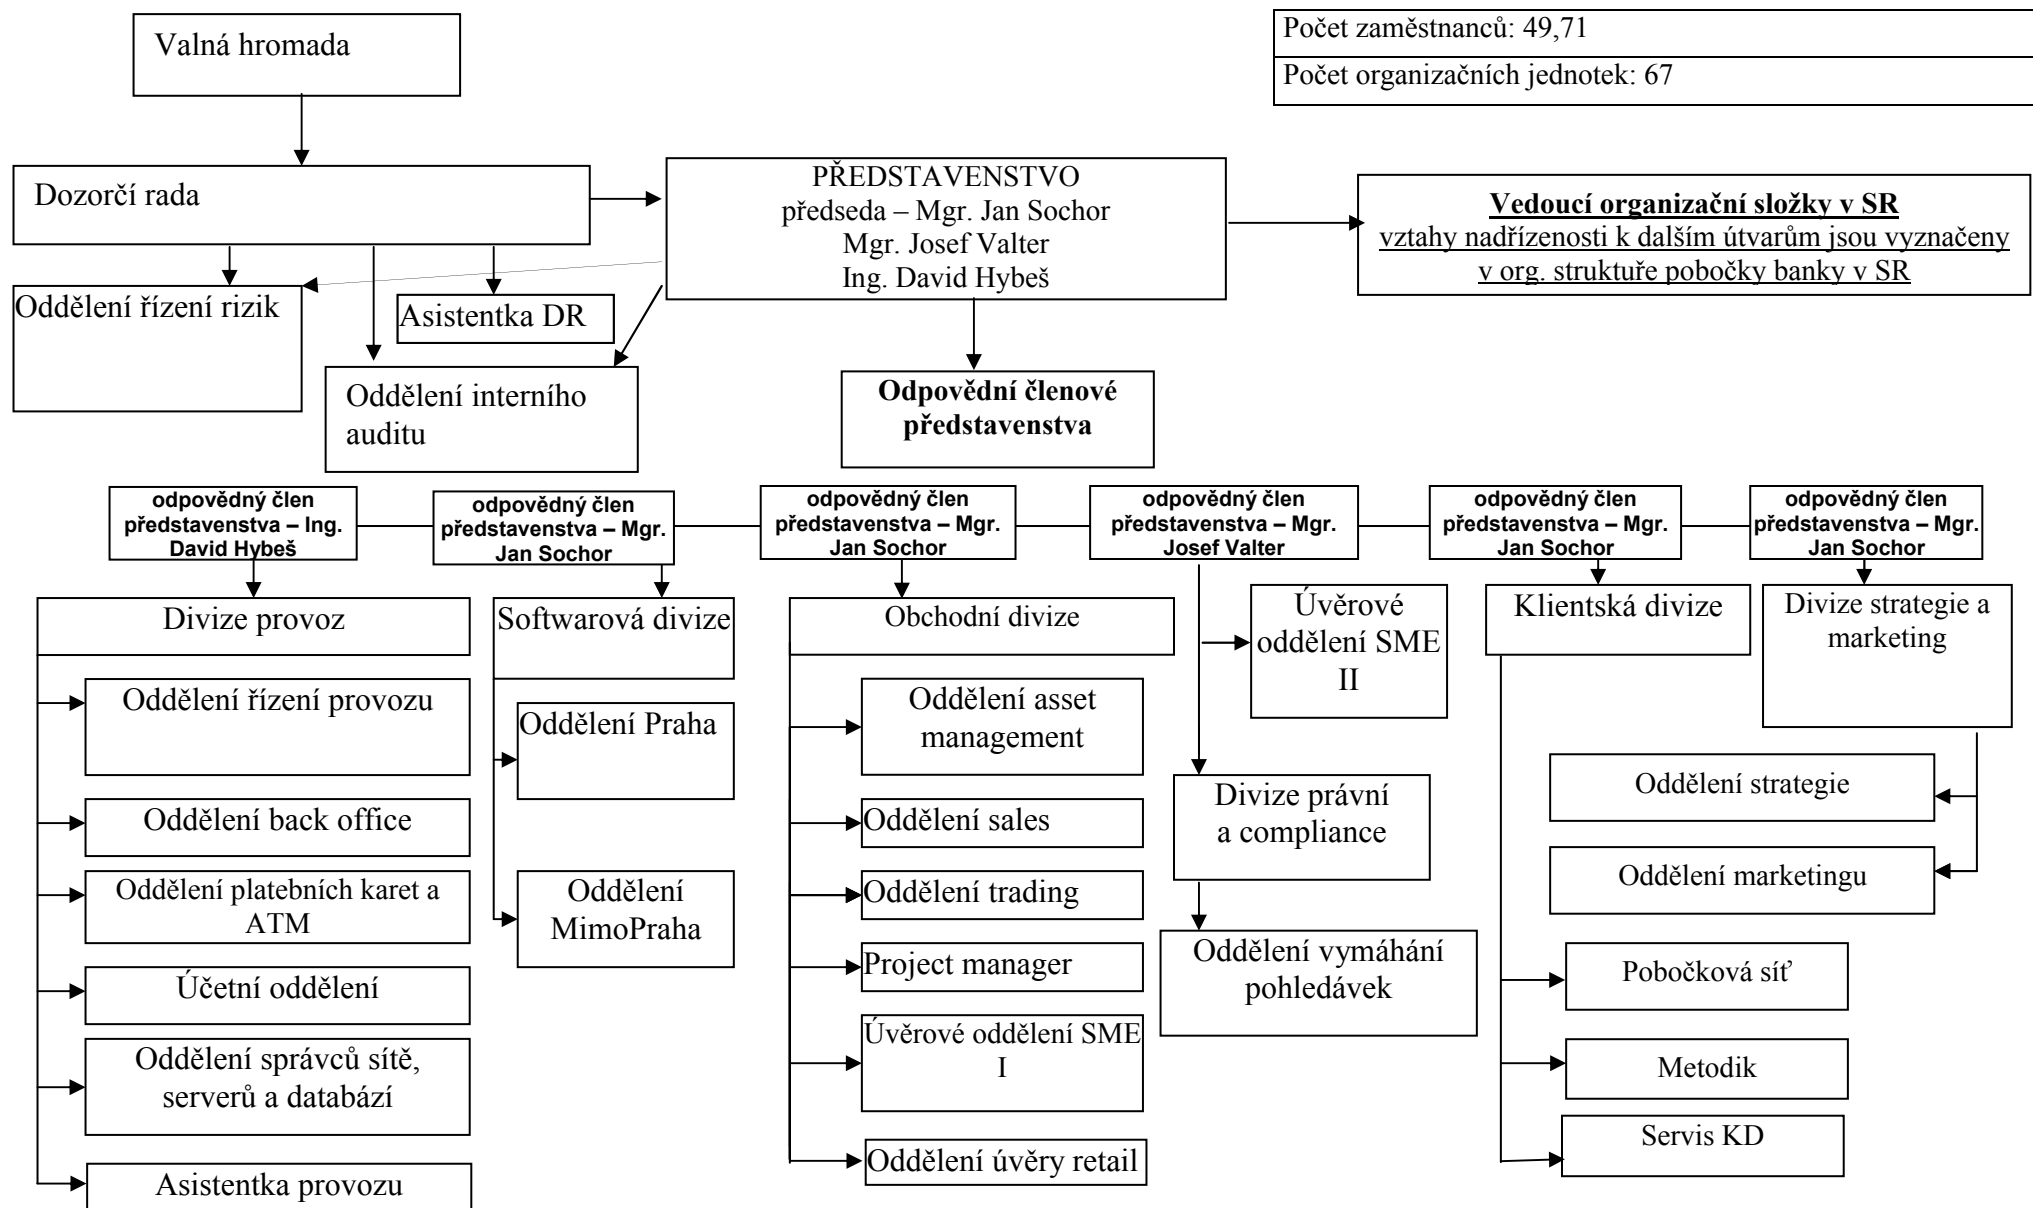 Valná hromada
Počet zaměstnanců: 49,71
Počet organizačních jednotek: 67
Dozorčí rada
PŘEDSTAVENSTVO
předseda – Mgr. Jan Sochor
Mgr. Josef Valter
Ing. David Hybeš
Vedoucí organizační složky v SR
vztahy nadřízenosti k dalším útvarům jsou vyznačeny
v org. struktuře pobočky banky v SR
Oddělení řízení rizik
Asistentka DR
Oddělení interního
auditu
Odpovědní členové
představenstva
odpovědný člen
představenstva – Ing.
David Hybeš
odpovědný člen
představenstva – Mgr.
Jan Sochor
odpovědný člen
představenstva – Mgr.
Jan Sochor
odpovědný člen
představenstva – Mgr.
Josef Valter
odpovědný člen
představenstva – Mgr.
Jan Sochor
odpovědný člen
představenstva – Mgr.
Jan Sochor
Divize provoz
Oddělení řízení provozu
Oddělení back office
Oddělení platebních karet a
ATM
Účetní oddělení
Oddělení správců sítě,
serverů a databází
Asistentka provozu
Softwarová divize
Oddělení Praha
Oddělení
MimoPraha
Obchodní divize
Oddělení asset
management
Oddělení sales
Oddělení trading
Project manager
Úvěrové oddělení SME
I
Oddělení úvěry retail
Úvěrové
oddělení SME
II
Divize právní
a compliance
Oddělení vymáhání
pohledávek
Klientská divize
Pobočková síť
Metodik
Servis KD
Divize strategie a
marketing
Oddělení strategie
Oddělení marketingu